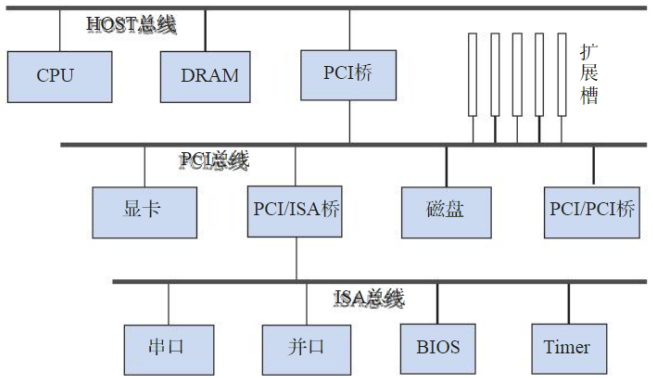 HOST总线
CPU
DRAM
PCI桥
扩展槽
PCI总线
显卡
PCI/ISA桥
磁盘
PCI/PCI桥
ISA总线
串口
并口
BIOS
Timer